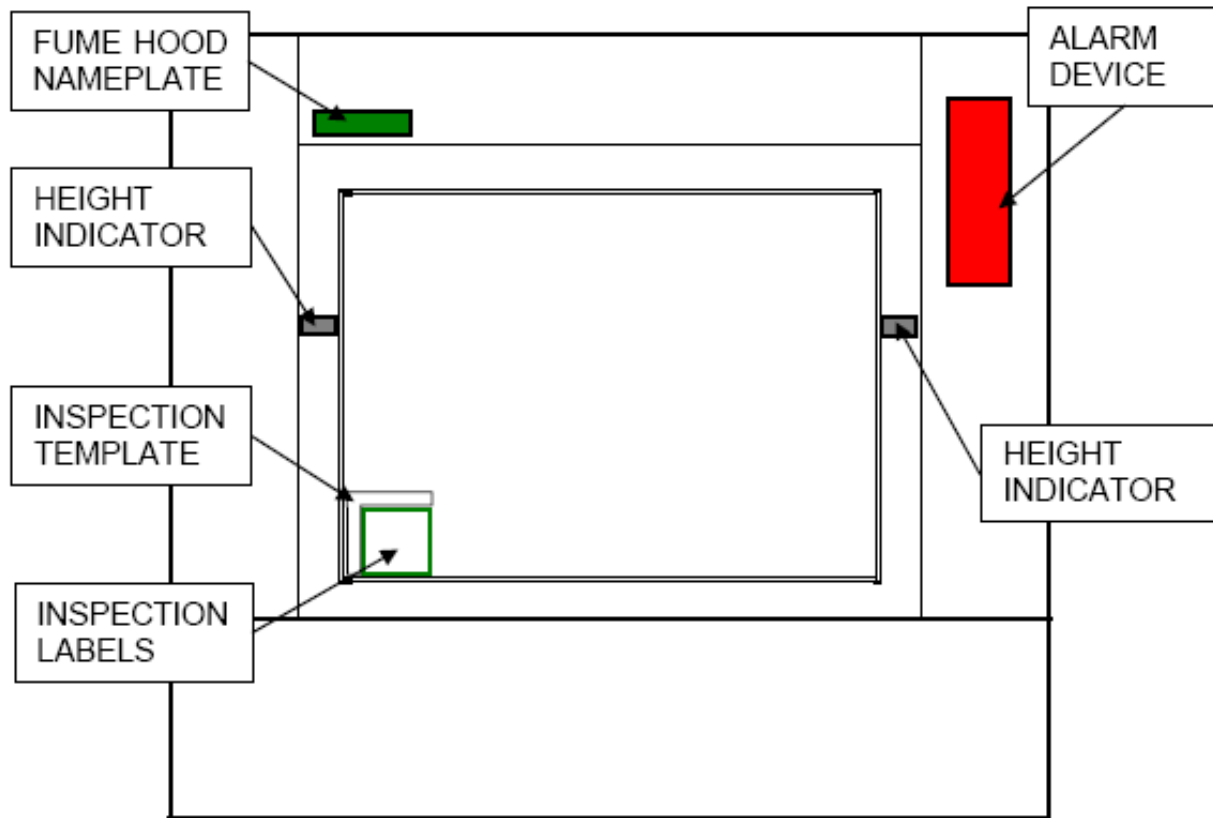 FUME HOOD
NAMEPLATE
ALARM
DEVICE
HEIGHT
INDICATOR
INSPECTION
TEMPLATE
HEIGHT
INDICATOR
INSPECTION
LABELS